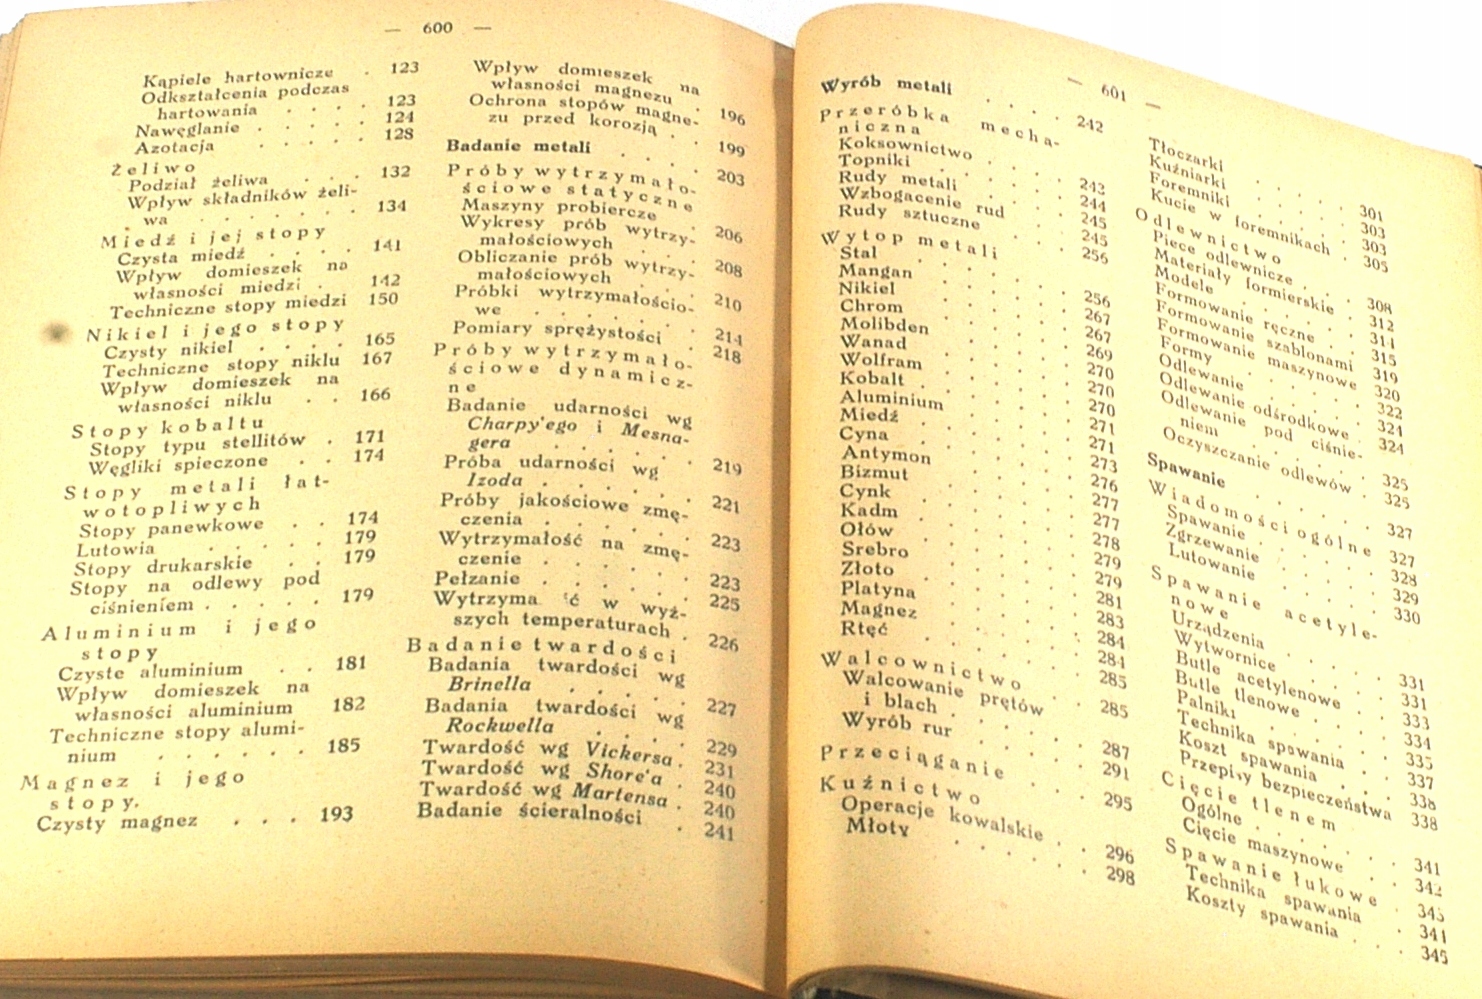 — 600 —
Kąpiele hartownicze . 123
Odkształcenia podczas
hartowania . . . . 123
Nawęglanie . . . . . 124
Azotacja . . . . . 128
Żeliwo
Podział żeliwa . . . 132
Wpływ składników żeli-
wa . . . . . . . 134
Miedź i jej stopy
Czysta miedź . . . . 141
Wpływ domieszek na
własności miedzi . . 142
Techniczne stopy miedzi 150
Nikiel i jego stopy
Czysty nikiel . . . . 165
Techniczne stopy niklu 167
Wpływ domieszek na
własności niklu . . 166
Stopy kobaltu
Stopy typu stellitów . 171
Węgliki spieczone . . 174
Stopy metali łat-
wotopliwych
Stopy panewkowe . . 174
Lutowia . . . . . 179
Stopy drukarskie . . 179
Stopy na odlewy pod
ciśnieniem . . . . . 179
Aluminium i jego
stopy
Czyste aluminium . . 181
Wpływ domieszek na
własności aluminium 182
Techniczne stopy alumi-
nium . . . . . . 185
Magnez i jego
stopy.
Czysty magnez . . . 193
Wpływ domieszek na
własności magnezu . 196
Ochrona stopów magne-
zu przed korozją . . 199
Badanie metali . . . . 203
Próby wytrzymało-
ściowe statyczne
Maszyny probiercze . 206
Wykresy prób wytrzy-
małościowych . . . 208
Obliczanie prób wytrzy-
małościowych . . . 210
Próbki wytrzymałościo-
we . . . . . . . 214
Pomiary sprężystości . 218
Próby wytrzymało-
ściowe dynamicz-
ne
Badanie udarności wg
Charpy'ego i Mesna-
gera . . . . . . 219
Próba udarności wg
Izoda . . . . . . 221
Próby jakościowe zmę-
czenia . . . . . 223
Wytrzymałość na zmę-
czenie . . . . . . 223
Pełzanie . . . . . . 225
Wytrzyma ść w wyż-
szych temperaturach . 226
Badanie twardości
Badania twardości wg
Brinella . . . . . 227
Badania twardości wg
Rockwella . . . . 229
Twardość wg Vickersa . 231
Twardość wg Shore'a . 240
Twardość wg Martensa . 240
Badanie ścieralności . 241
— 601 —
Wyrób metali . . . . 242
Przeróbka mecha-
niczna
Koksownictwo . . . . 243
Topniki . . . . . . 244
Rudy metali . . . . 245
Wzbogacenie rud . . 245
Rudy sztuczne . . . 256
Wytop metali
Stal . . . . . . . 256
Mangan . . . . . . 267
Nikiel . . . . . . 267
Chrom . . . . . . 269
Molibden . . . . . 270
Wanad . . . . . . 270
Wolfram . . . . . 270
Kobalt . . . . . . 271
Aluminium . . . . . 271
Miedź . . . . . . 273
Cyna . . . . . . 276
Antymon . . . . . 277
Bizmut . . . . . . 277
Cynk . . . . . . 278
Kadm . . . . . . 279
Ołów . . . . . . 279
Srebro . . . . . . 281
Złoto . . . . . . 283
Platyna . . . . . . 284
Magnez . . . . . . 284
Rtęć . . . . . . 285
Walcownictwo . . 285
Walcowanie prętów
i blach . . . . . . 287
Wyrób rur . . . . . 291
Przeciąganie . . . 295
Kuźnictwo
Operacje kowalskie . . 296
Młoty . . . . . . 298
Tłoczarki . . . . . 301
Kuźniarki . . . . . 303
Foremniki . . . . . 303
Kucie w foremnikach . 305
Odlewnictwo
Piece odlewnicze . . . 308
Materiały formierskie . 312
Modele . . . . . . 314
Formowanie ręczne . . 315
Formowanie szablonami 319
Formowanie maszynowe 320
Formy . . . . . . 322
Odlewanie . . . . . 324
Odlewanie odśrodkowe . 324
Odlewanie pod ciśnie-
niem . . . . . . 325
Oczyszczanie odlewów . 325
Spawanie . . . . . . 327
Wiadomości ogólne 327
Spawanie . . . . . 328
Zgrzewanie . . . . . 329
Lutowanie . . . . . 330
Spawanie acetyle-
nowe
Urządzenia . . . . . 331
Wytwornice . . . . 331
Butle acetylenowe . . 333
Butle tlenowe . . . . 334
Palniki . . . . . . 335
Technika spawania . . 337
Koszt spawania . . . 338
Przepisy bezpieczeństwa 338
Cięcie tlenem
Ogólne . . . . . . 341
Cięcie maszynowe . . 342
Spawanie łukowe . 343
Technika spawania . 341
Koszty spawania . . . 345